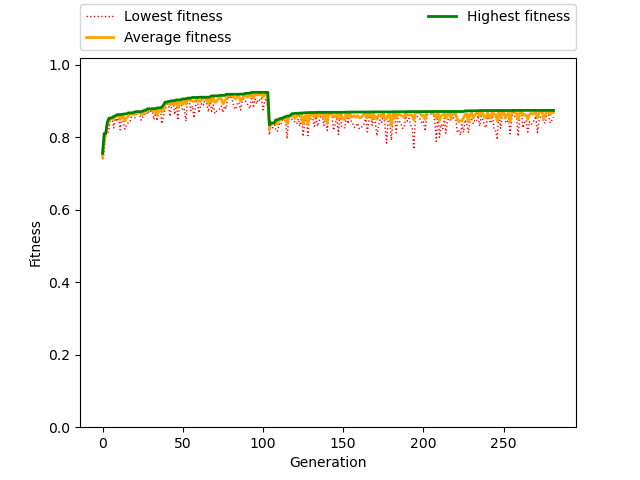 Lowest fitness
Average fitness
Highest fitness
1.0
0.8
0.6
0.4
0.2
0.0
Fitness
0 50 100 150 200 250
Generation